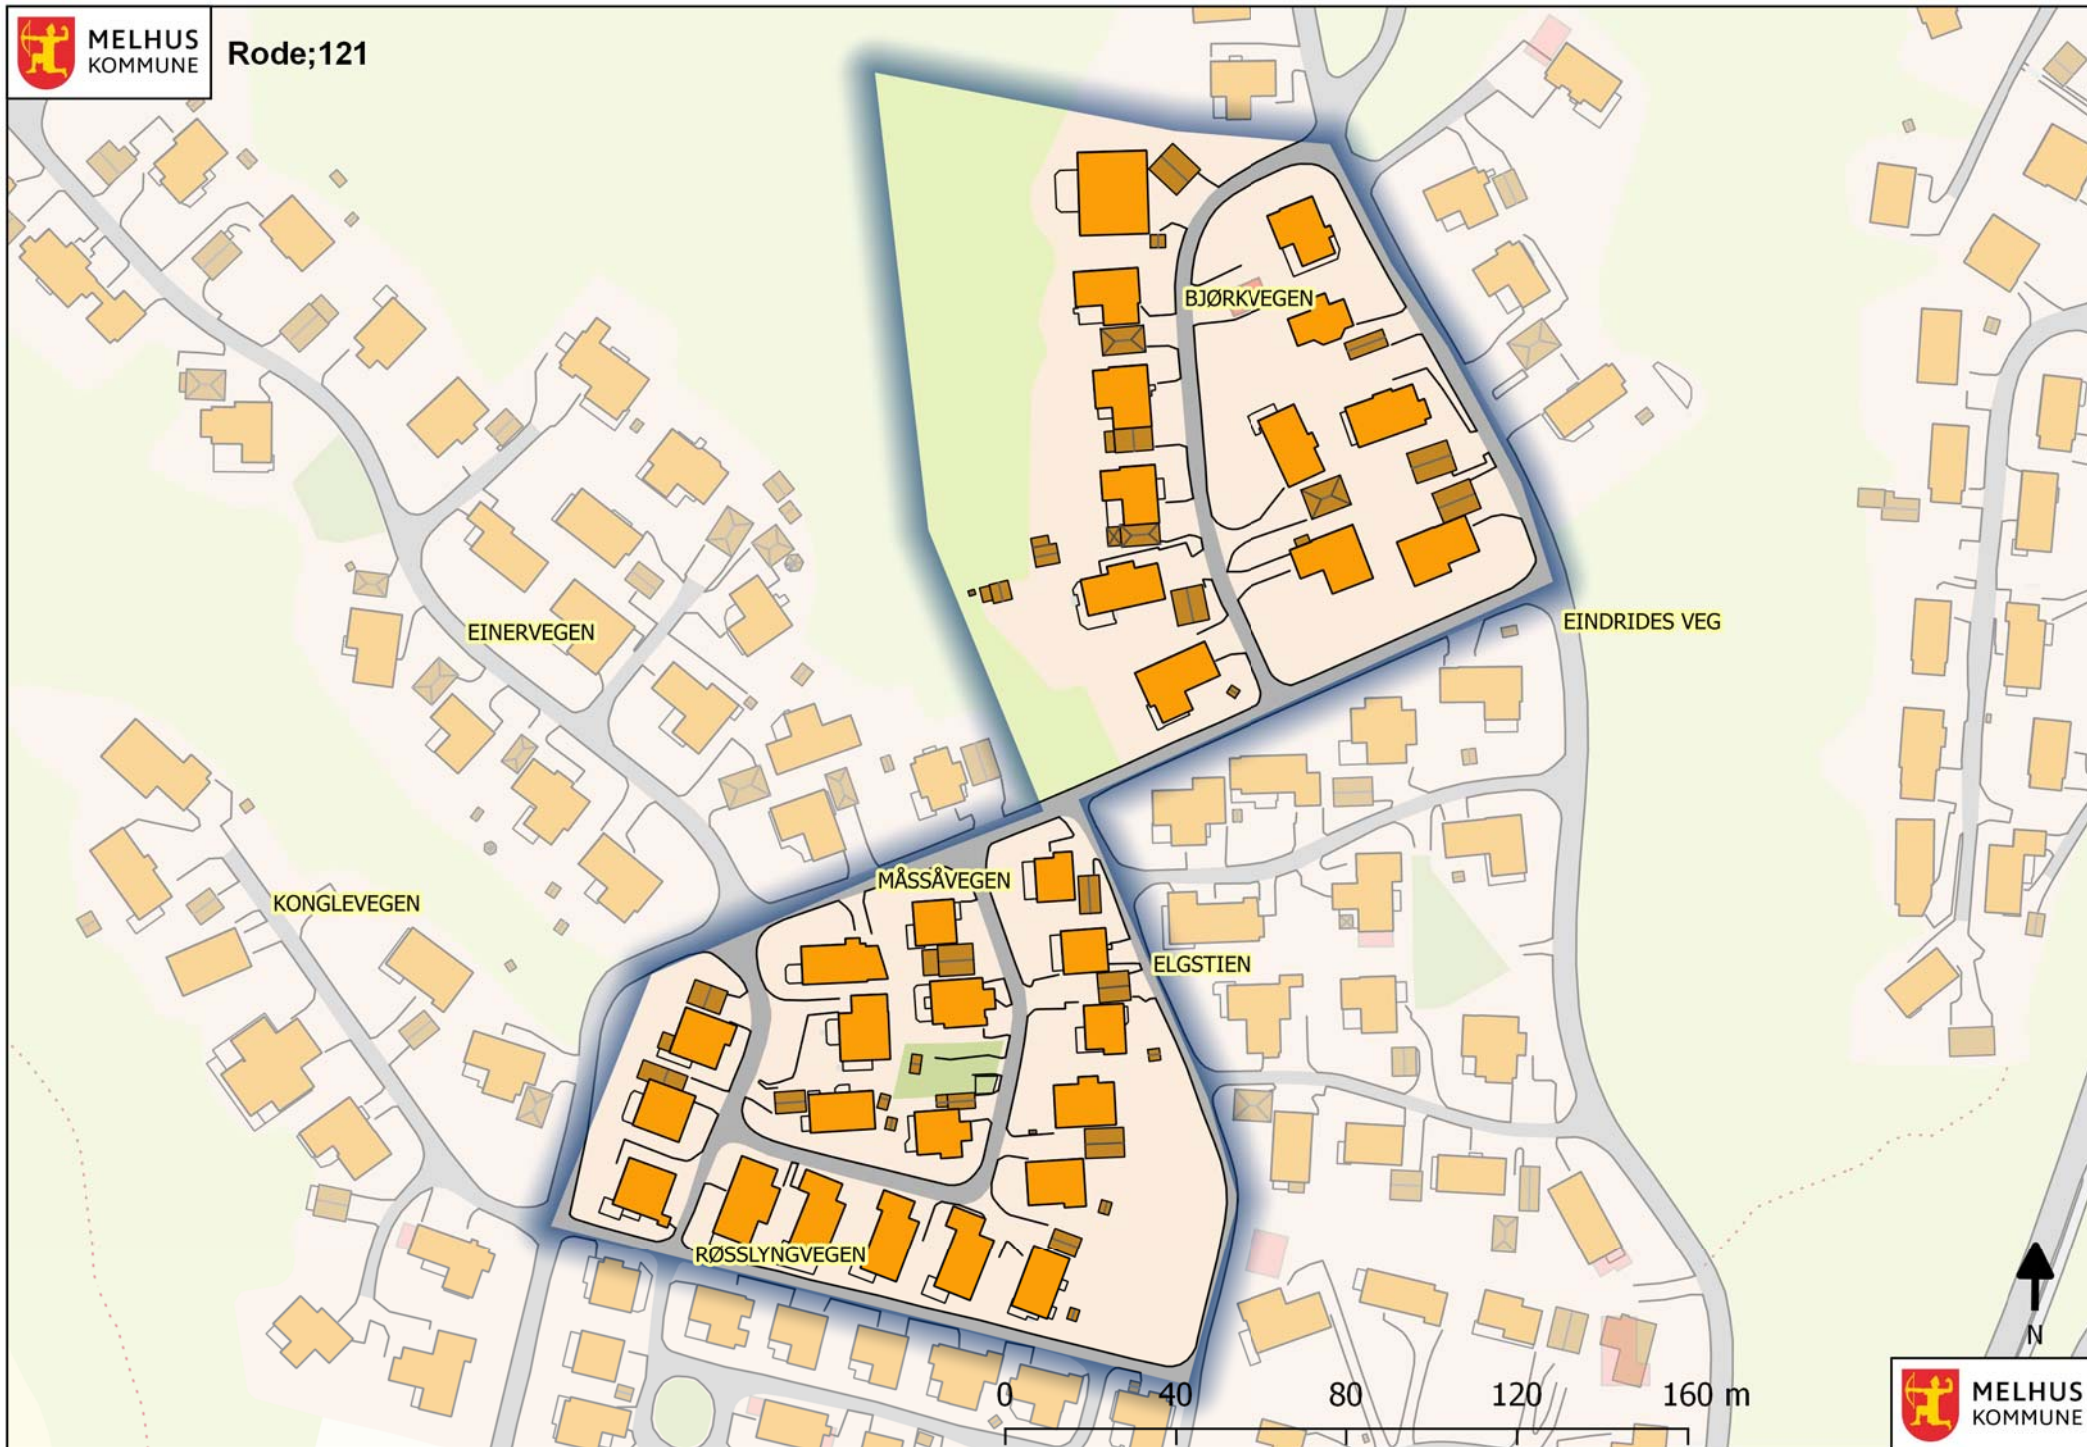 MELHUS
KOMMUNE
Rode;121
BJØRKVEGEN
EINERVEGEN
EINDRIDES VEG
MÅSSÅVEGEN
KONGLEVEGEN
ELGSTIEN
RØSSLYNGVEGEN
N
0 40 80 120 160 m
MELHUS
KOMMUNE